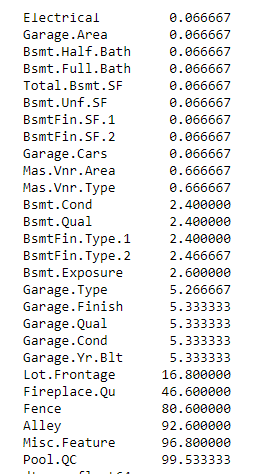 Electrical 0.066667
Garage.Area 0.066667
Bsmt.Half.Bath 0.066667
Bsmt.Full.Bath 0.066667
Total.Bsmt.SF 0.066667
Bsmt.Unf.SF 0.066667
BsmtFin.SF.1 0.066667
BsmtFin.SF.2 0.066667
Garage.Cars 0.066667
Mas.Vnr.Area 0.666667
Mas.Vnr.Type 0.666667
Bsmt.Cond 2.400000
Bsmt.Qual 2.400000
BsmtFin.Type.1 2.400000
BsmtFin.Type.2 2.466667
Bsmt.Exposure 2.600000
Garage.Type 5.266667
Garage.Finish 5.333333
Garage.Qual 5.333333
Garage.Cond 5.333333
Garage.Yr.Blt 5.333333
Lot.Frontage 16.800000
Fireplace.Qu 46.600000
Fence 80.600000
Alley 92.600000
Misc.Feature 96.800000
Pool.QC 99.533333